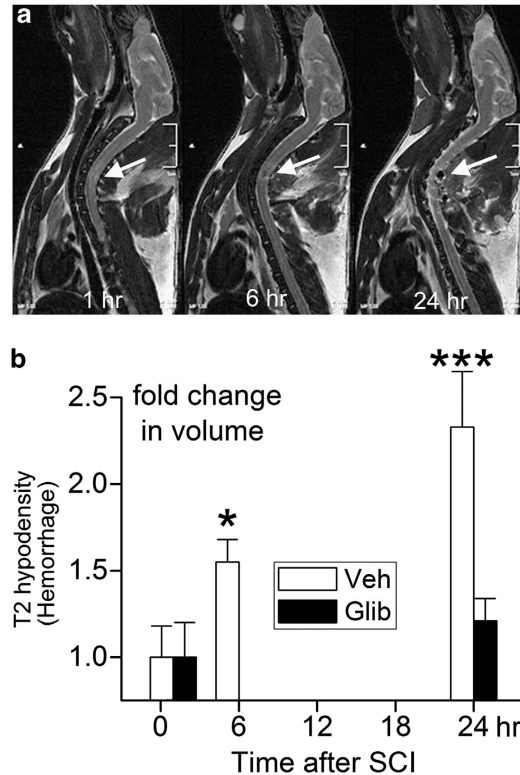 a
1 hr
6 hr
24 hr
b
fold change
in volume
***
2.5
2.0
*
1.5
1.0
T2 hypodensity
(Hemorrhage)
Veh
Glib
0
6
12
18
24 hr
Time after SCI